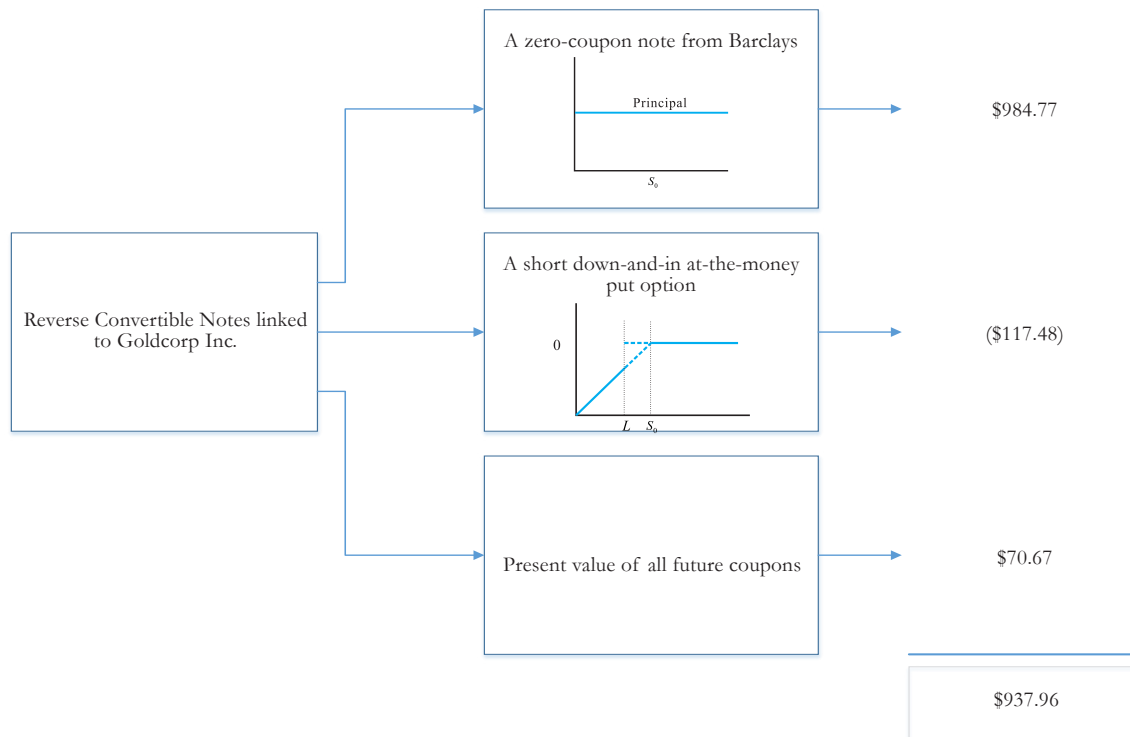 A zero-coupon note from Barclays
Principal
S₀
$984.77
Reverse Convertible Notes linked
to Goldcorp Inc.
A short down-and-in at-the-money
put option
0
L S₀
($117.48)
Present value of all future coupons
$70.67
$937.96